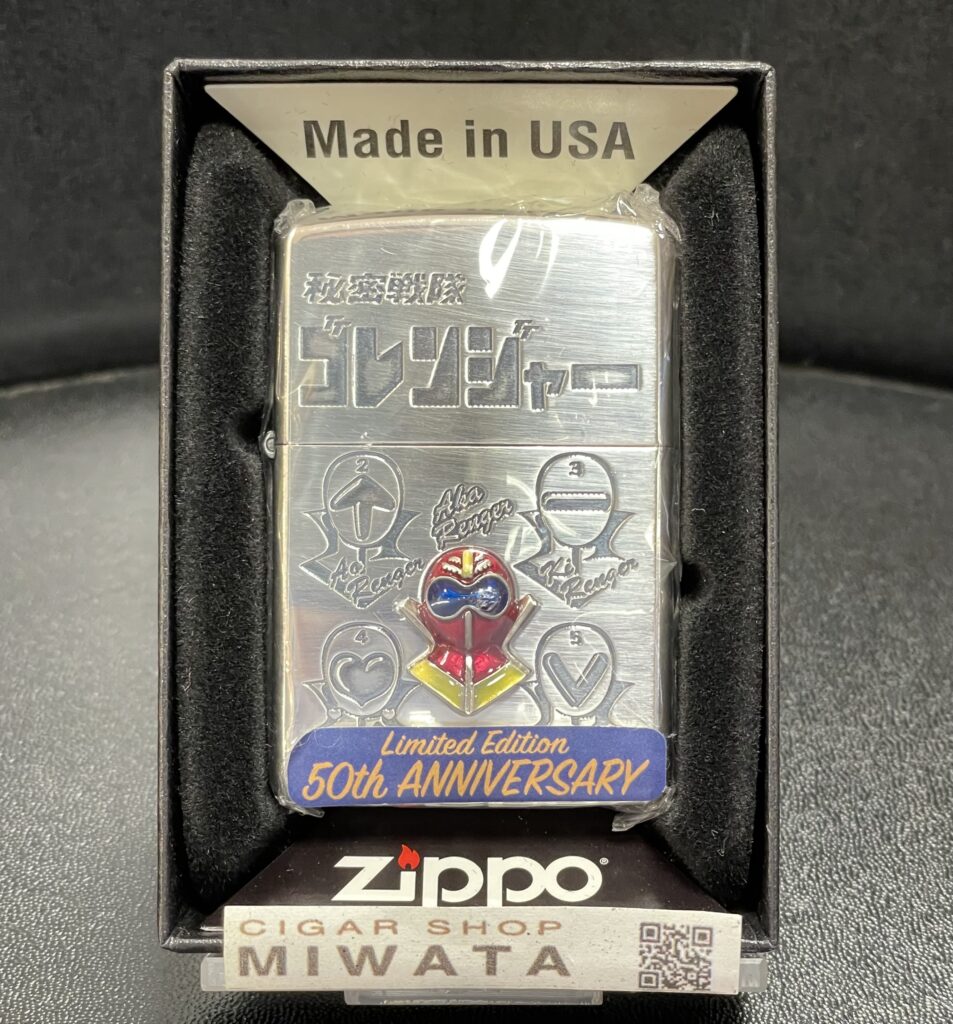 Made in USA
秘密戦隊
ゴレンジャー
2
3
Aka
Renger
Ao
Renger
Ki
Renger
4
5
Limited Edition
50th ANNIVERSARY
zippo®
CIGAR SHOP
MIWATA